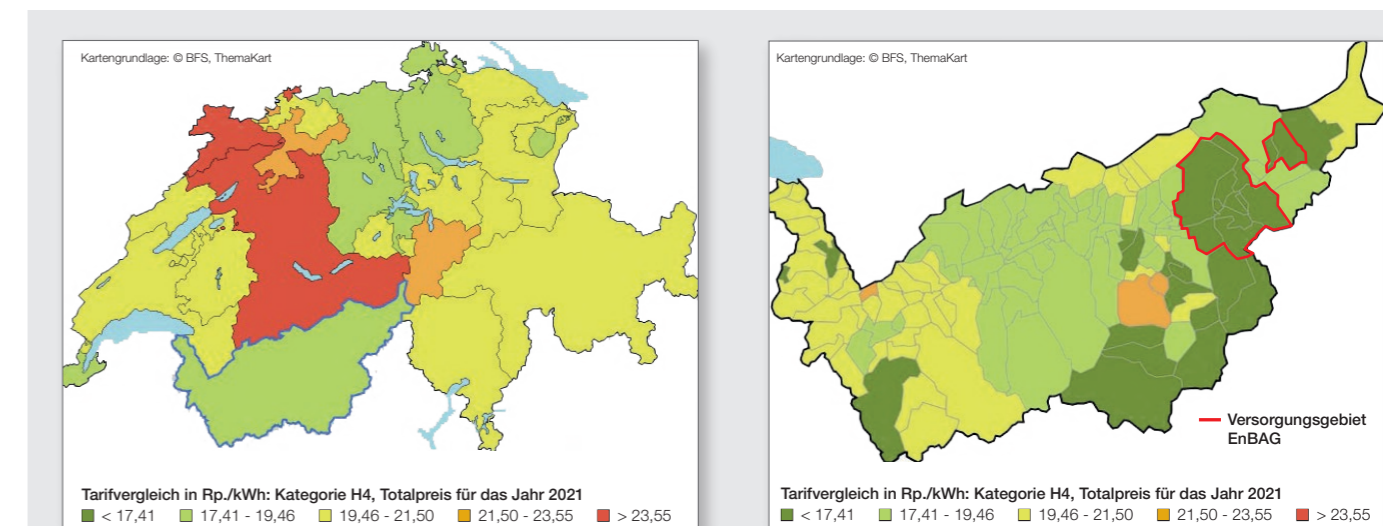 Kartengrundlage: © BFS, ThemaKart
Tarifvergleich in Rp./kWh: Kategorie H4, Totalpreis für das Jahr 2021
< 17,41 17,41 - 19,46 19,46 - 21,50 21,50 - 23,55 > 23,55
Kartengrundlage: © BFS, ThemaKart
Versorgungsgebiet
EnBAG
Tarifvergleich in Rp./kWh: Kategorie H4, Totalpreis für das Jahr 2021
< 17,41 17,41 - 19,46 19,46 - 21,50 21,50 - 23,55 > 23,55